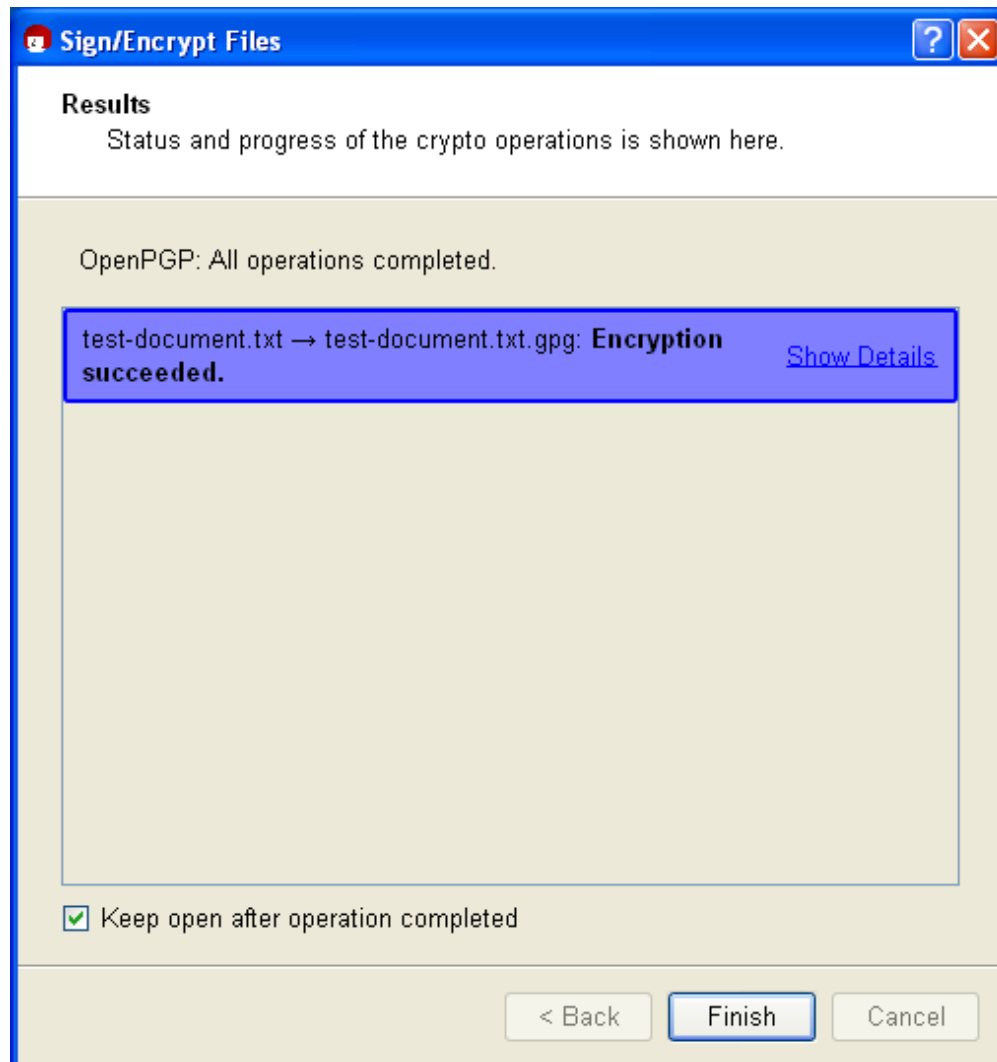 Sign/Encrypt Files
Results
Status and progress of the crypto operations is shown here.
OpenPGP: All operations completed.
test-document.txt → test-document.txt.gpg: Encryption
succeeded.
Show Details
Keep open after operation completed
< Back
Finish
Cancel